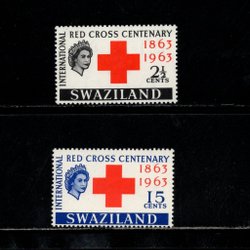 INTERNATIONAL
RED CROSS CENTENARY
1863
1963
2½
CENTS
SWAZILAND
INTERNATIONAL
RED CROSS CENTENARY
1863
1963
15
CENTS
SWAZILAND